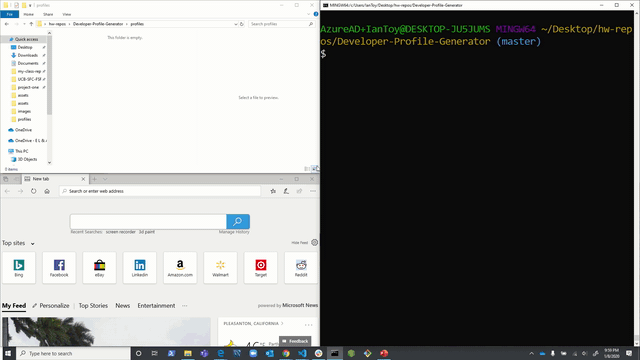 profiles
File
Home
Share
View
hw-repos > Developer-Profile-Generator > profiles
Search profiles
Quick access
Desktop
Downloads
Documents
my-class-rep
UCB-SFC-FSF
project-one
assets
assets
images
profiles
OneDrive
OneDrive - E L &
This PC
3D Objects
This folder is empty.
Select a file to preview.
0 items
New tab
Search or enter web address
Recent Searches screen recorder 3d paint
Manage History
Top sites
Hide Feed
Bing
Facebook
eBay
LinkedIn
Amazon.com
Walmart
Target
Reddit
My Feed
Personalize
Top Stories
News
Entertainment
powered by Microsoft News
PLEASANTON, CALIFORNIA
Feedback
MINGW64:/c/Users/IanToy/Desktop/hw-repos/Developer-Profile-Generator
AzureAD+IanToy@DESKTOP-JU5JUMS MINGW64 ~/Desktop/hw-rep
os/Developer-Profile-Generator (master)
$
Type here to search
1/8/2020